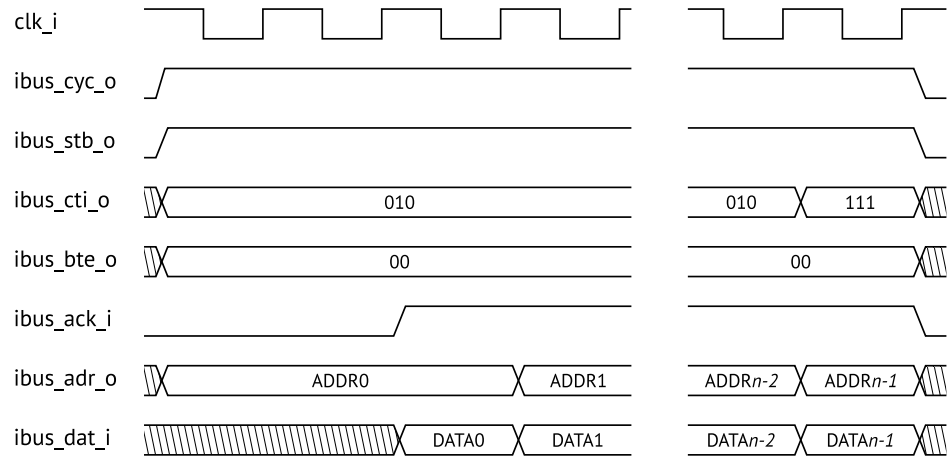 clk_i
ibus_cyc_o
ibus_stb_o
ibus_cti_o 010 010 111
ibus_bte_o 00 00
ibus_ack_i
ibus_adr_o ADDR0 ADDR1 ADDRn-2 ADDRn-1
ibus_dat_i DATA0 DATA1 DATAn-2 DATAn-1